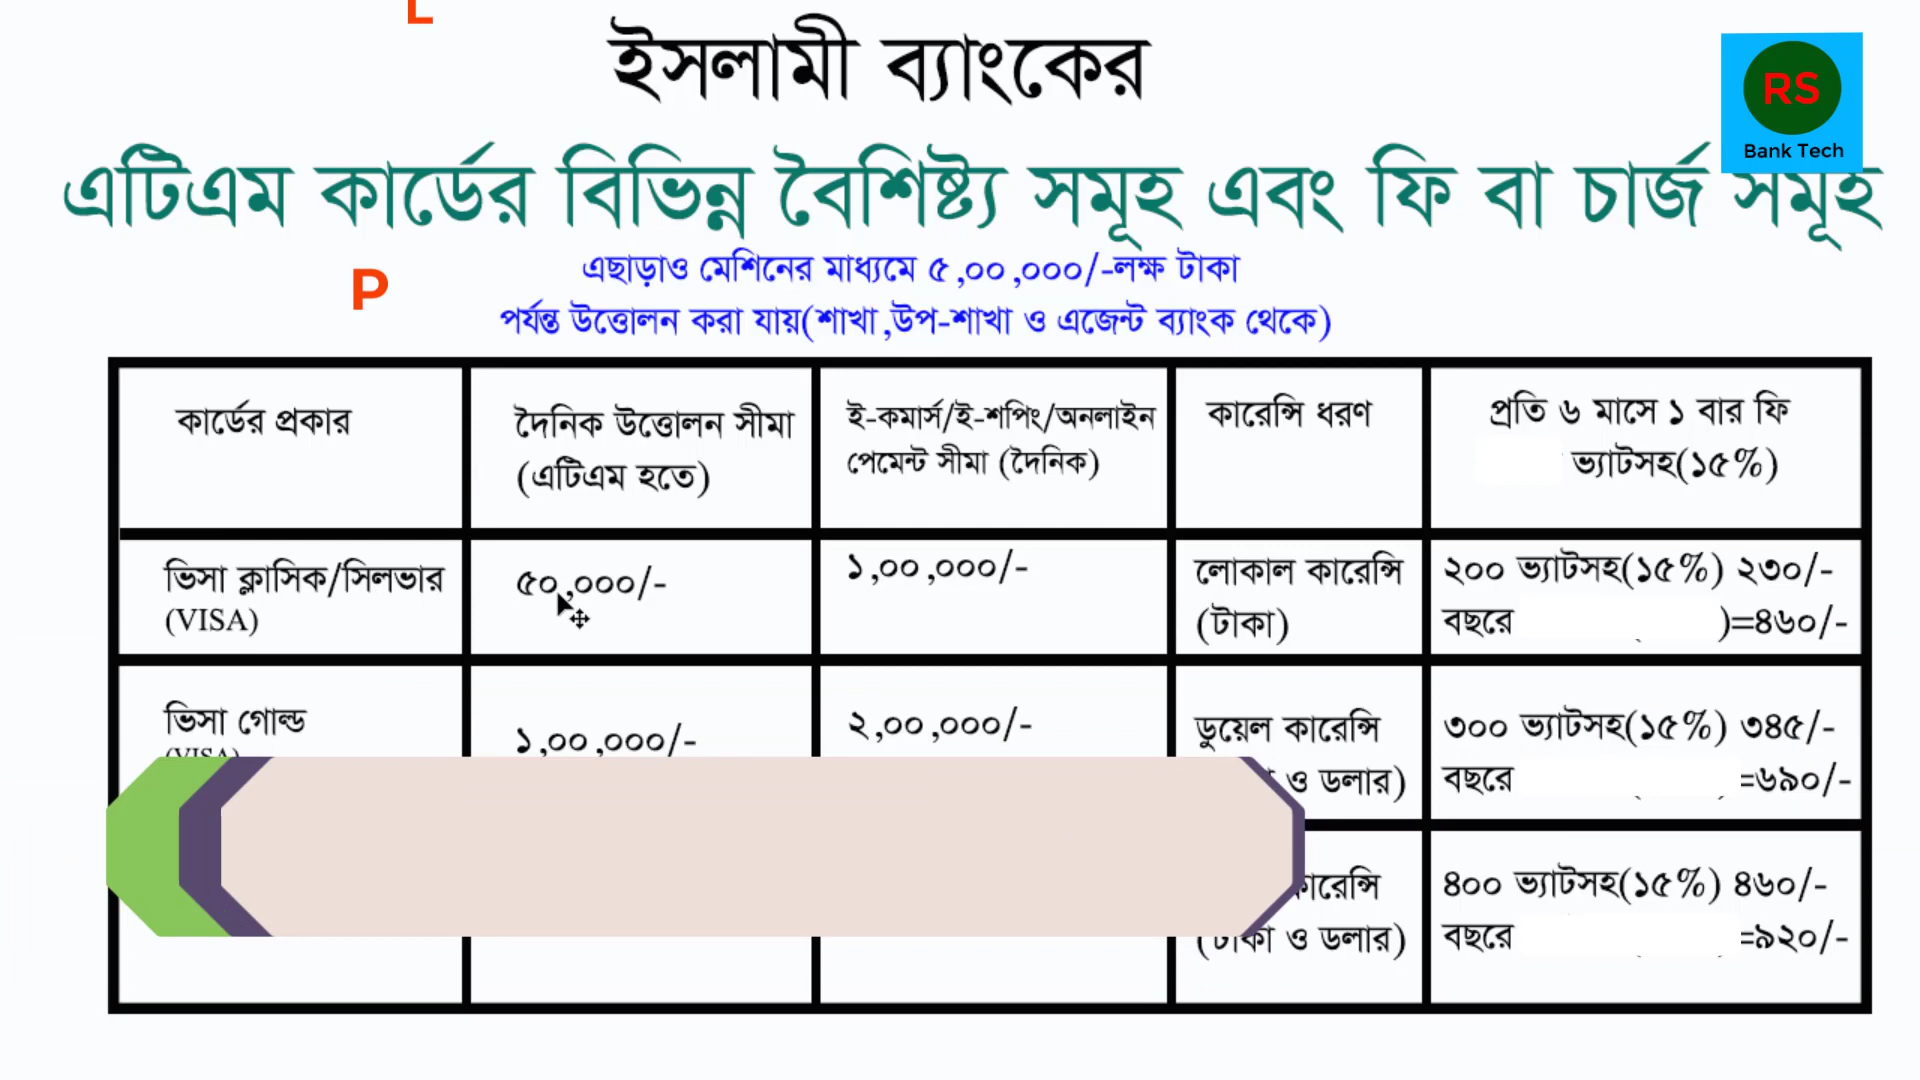 L
ইসলামী ব্যাংকের
RS
Bank Tech
এটিএম কার্ডের বিভিন্ন বৈশিষ্ট্য সমূহ এবং ফি বা চার্জ সমূহ
P
এছাড়াও মেশিনের মাধ্যমে ৫,০০,০০০/-লক্ষ টাকা
পর্যন্ত উত্তোলন করা যায়(শাখা,উপ-শাখা ও এজেন্ট ব্যাংক থেকে)
কার্ডের প্রকার
দৈনিক উত্তোলন সীমা
(এটিএম হতে)
ই-কমার্স/ই-শপিং/অনলাইন
পেমেন্ট সীমা (দৈনিক)
কারেন্সি ধরণ
প্রতি ৬ মাসে ১ বার ফি
ভ্যাটসহ(১৫%)
ভিসা ক্লাসিক/সিলভার
(VISA)
৫০,০০০/-
১,০০,০০০/-
লোকাল কারেন্সি
(টাকা)
২০০ ভ্যাটসহ(১৫%) ২৩০/-
বছরে )=৪৬০/-
ভিসা গোল্ড
(VISA)
১,০০,০০০/-
২,০০,০০০/-
ডুয়েল কারেন্সি
ও ডলার)
৩০০ ভ্যাটসহ(১৫%) ৩৪৫/-
বছরে =৬৯০/-
কারেন্সি
(টাকা ও ডলার)
৪০০ ভ্যাটসহ(১৫%) ৪৬০/-
বছরে =৯২০/-